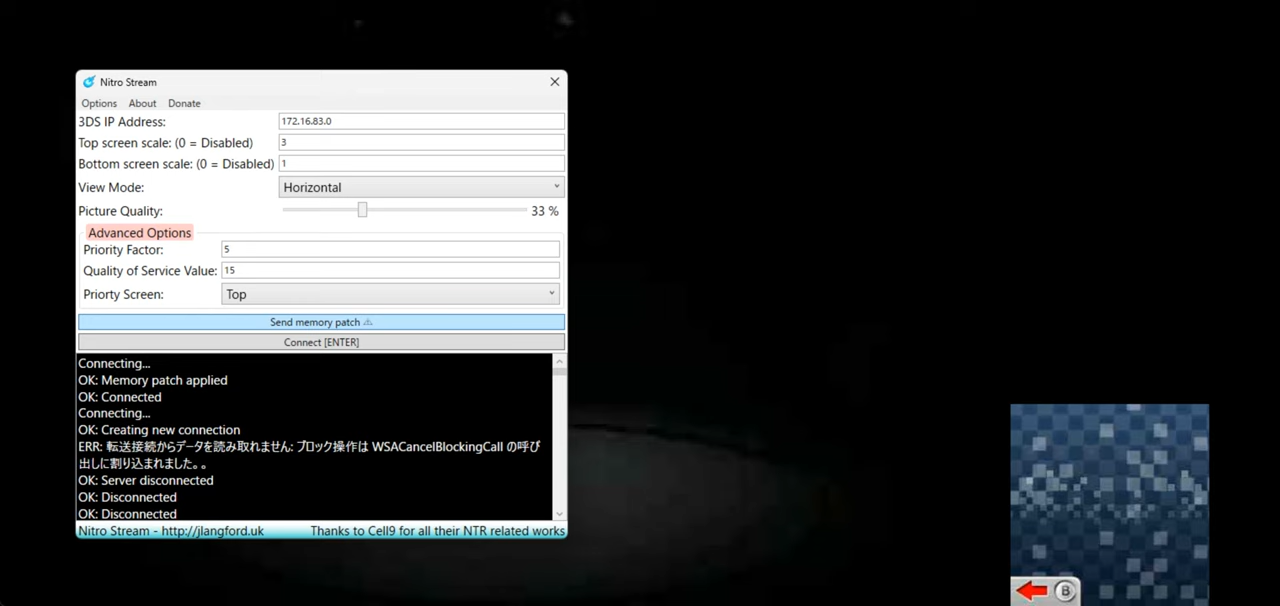 Nitro Stream
Options About Donate
3DS IP Address: 172.16.83.0
Top screen scale: (0 = Disabled) 3
Bottom screen scale: (0 = Disabled) 1
View Mode: Horizontal
Picture Quality: 33 %
Advanced Options
Priority Factor: 5
Quality of Service Value: 15
Priorty Screen: Top
Send memory patch ⚠
Connect [ENTER]
Connecting...
OK: Memory patch applied
OK: Connected
Connecting...
OK: Creating new connection
ERR: 転送接続からデータを読み取れません: ブロック操作は WSACancelBlockingCall の呼び
出しに割り込まれました。。
OK: Server disconnected
OK: Disconnected
OK: Disconnected
Nitro Stream - http://jlangford.uk Thanks to Cell9 for all their NTR related works
B